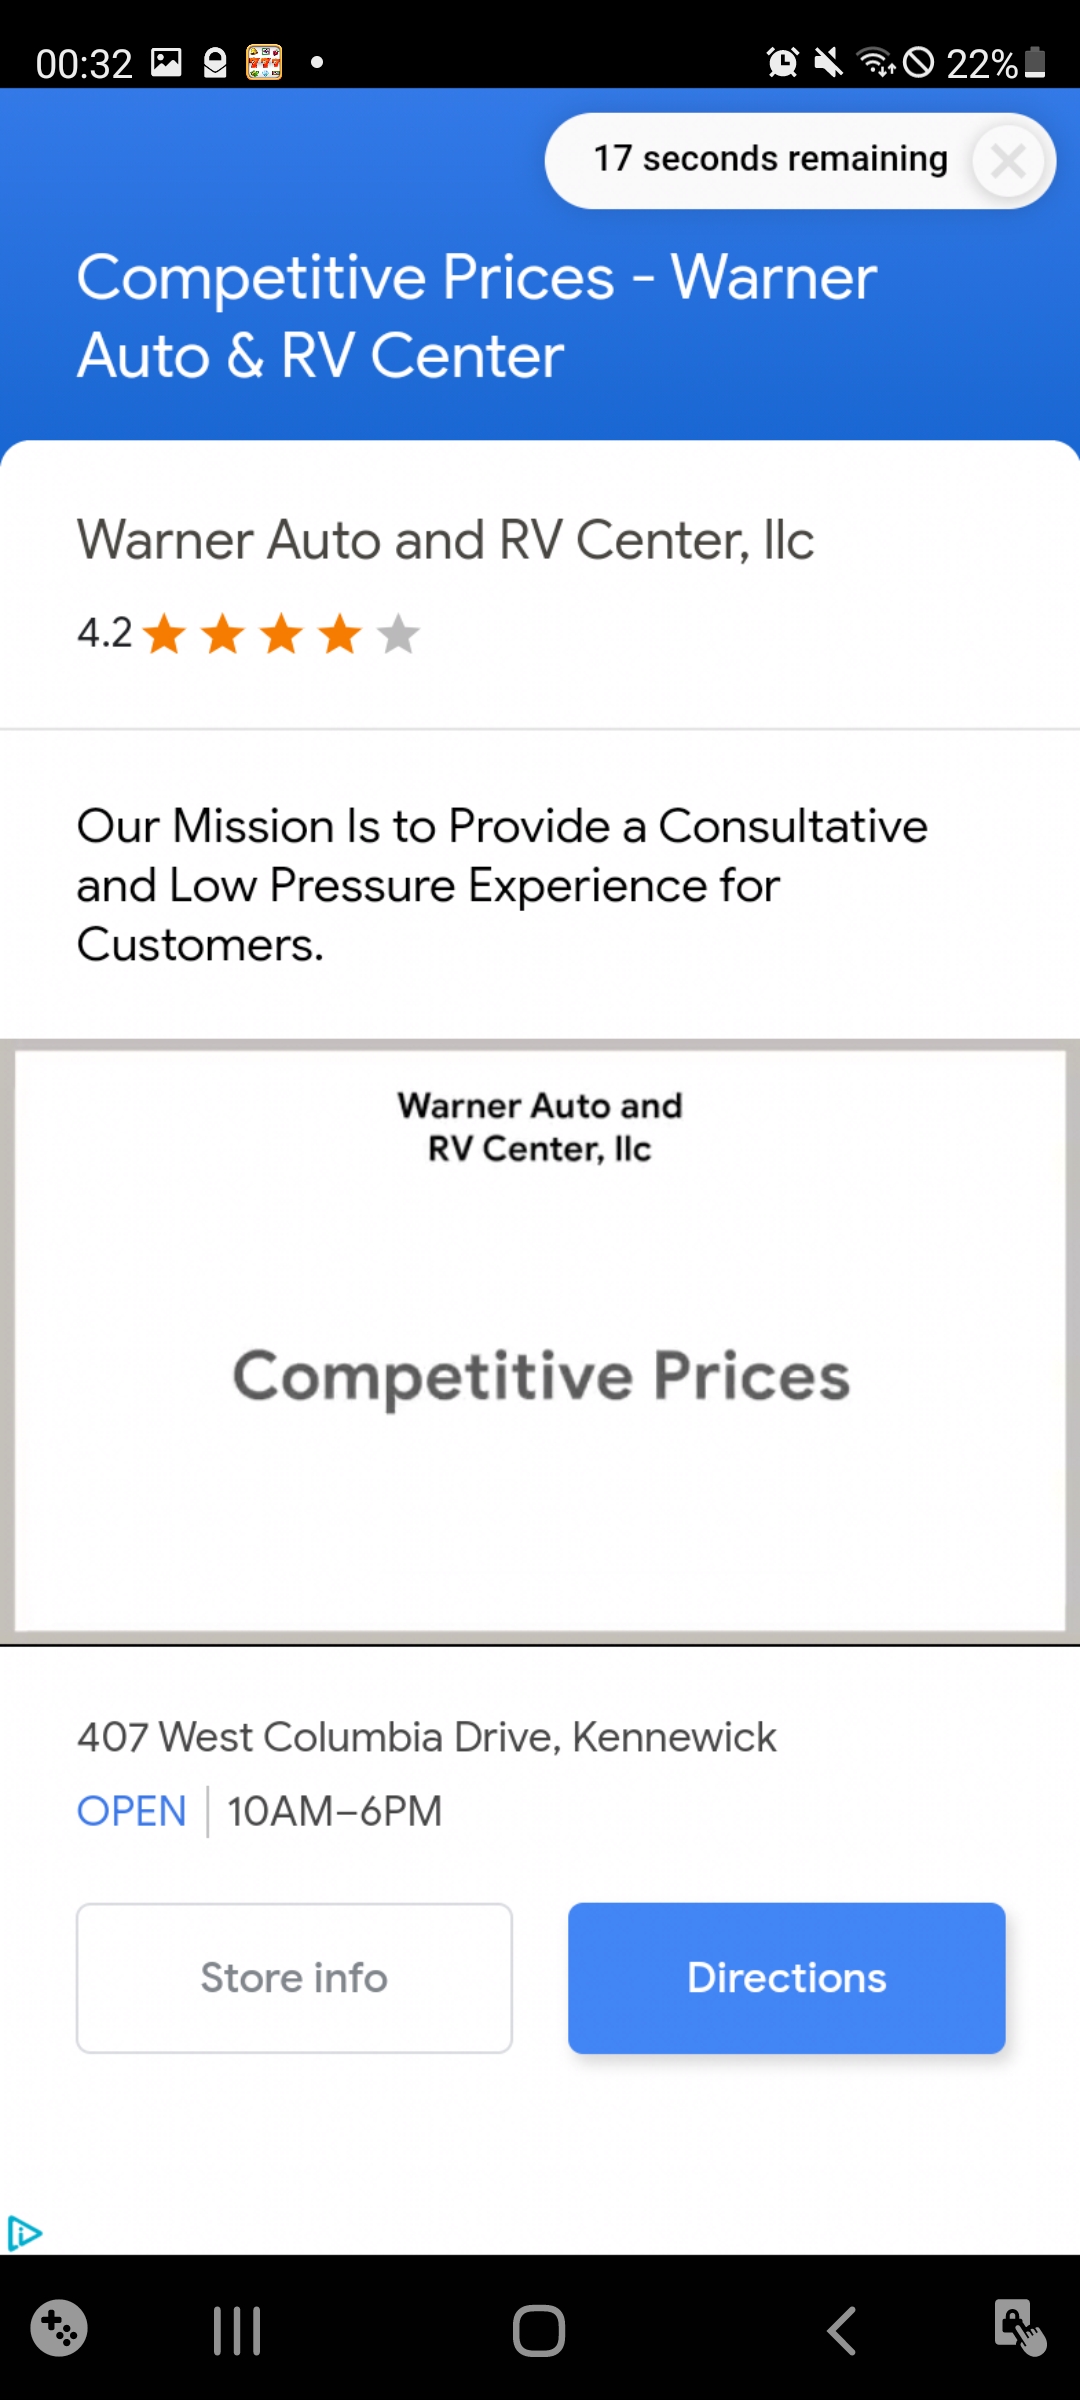 00:32
777
22%
17 seconds remaining
Competitive Prices - Warner
Auto & RV Center
Warner Auto and RV Center, llc
4.2
Our Mission Is to Provide a Consultative
and Low Pressure Experience for
Customers.
Warner Auto and
RV Center, llc
Competitive Prices
407 West Columbia Drive, Kennewick
OPEN | 10AM–6PM
Store info
Directions